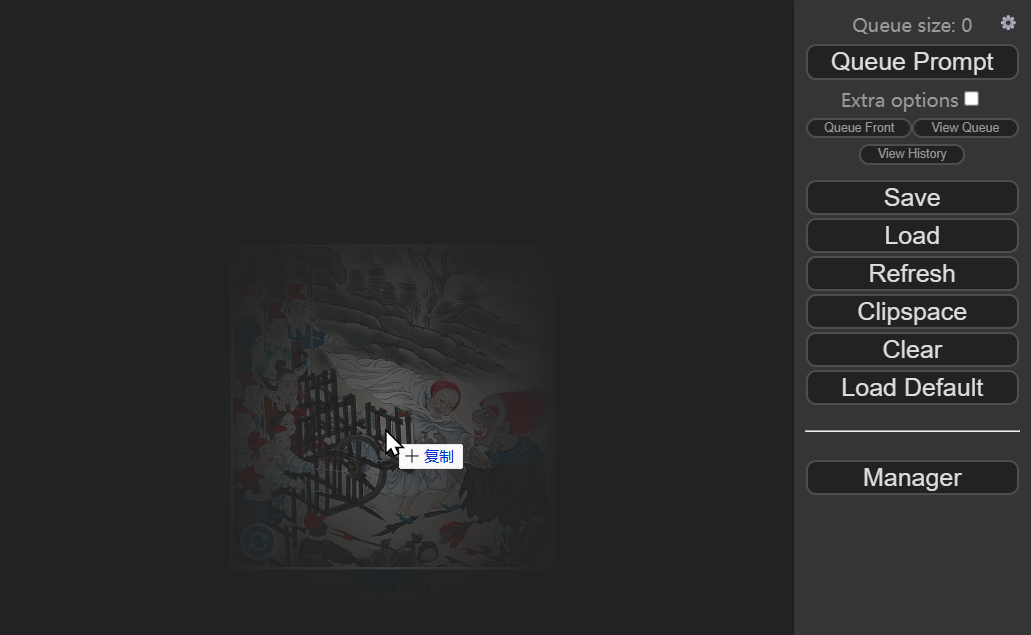 Queue size: 0
Queue Prompt
Extra options
Queue Front
View Queue
View History
Save
Load
Refresh
Clipspace
Clear
Load Default
Manager
复制